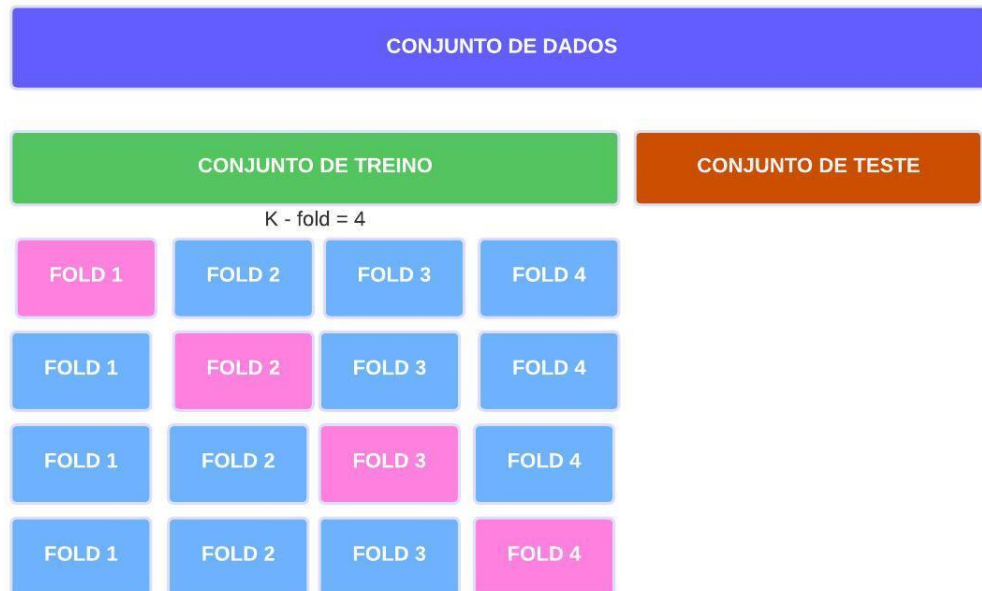 CONJUNTO DE DADOS
CONJUNTO DE TREINO CONJUNTO DE TESTE
K - fold = 4
FOLD 1 FOLD 2 FOLD 3 FOLD 4
FOLD 1 FOLD 2 FOLD 3 FOLD 4
FOLD 1 FOLD 2 FOLD 3 FOLD 4
FOLD 1 FOLD 2 FOLD 3 FOLD 4